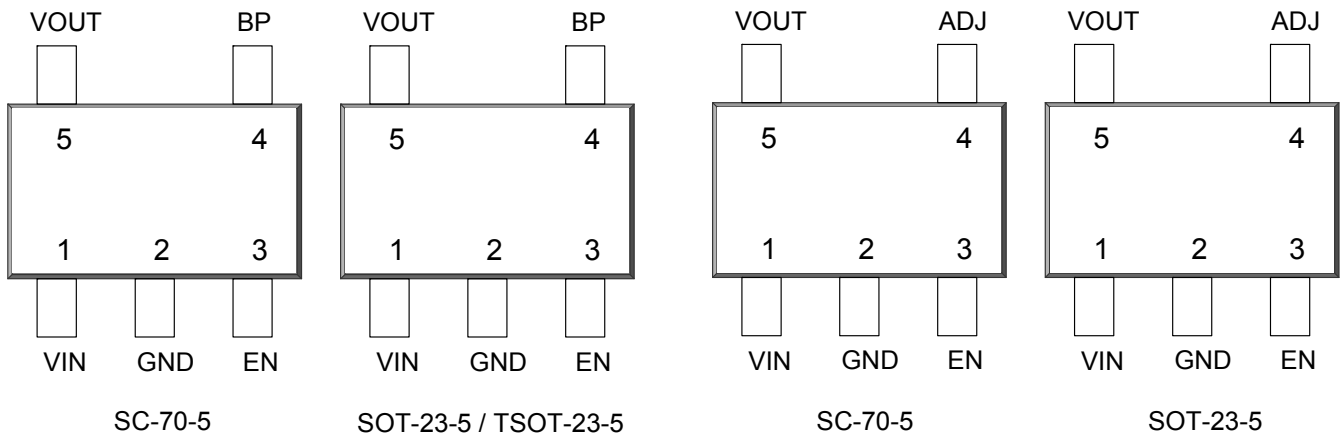 VOUT BP VOUT BP VOUT ADJ VOUT ADJ
5 4 5 4 5 4 5 4
1 2 3 1 2 3 1 2 3 1 2 3
VIN GND EN VIN GND EN VIN GND EN VIN GND EN
SC-70-5 SOT-23-5 / TSOT-23-5 SC-70-5 SOT-23-5